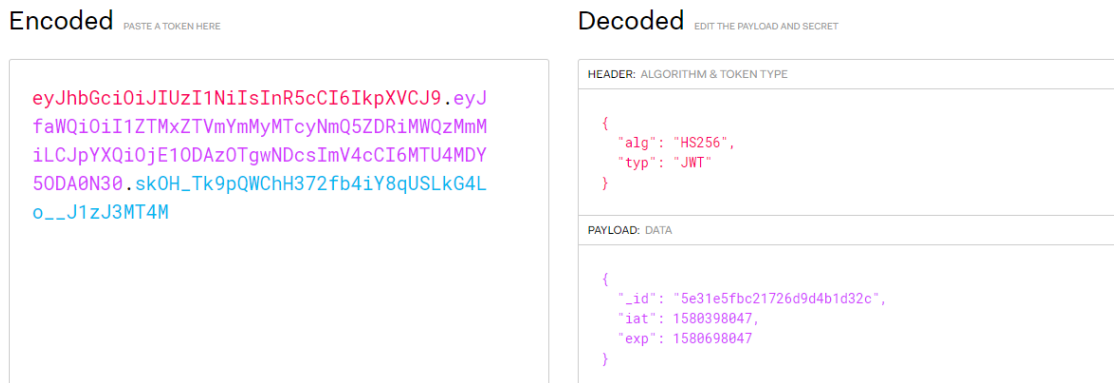 Encoded PASTE A TOKEN HERE
eyJhbGciOiJIUzI1NiIsInR5cCI6IkpXVCJ9.eyJ
faWQiOiI1ZTMxZTVmYmMyMTcyNmQ5ZDRiMWQzMmM
iLCJpYXQiOjE1ODAzOTgwNDcsImV4cCI6MTU4MDY
5ODA0N30.skOH_Tk9pQWChH372fb4iY8qUSLkG4L
o__J1zJ3MT4M
Decoded EDIT THE PAYLOAD AND SECRET
HEADER: ALGORITHM & TOKEN TYPE
{
"alg": "HS256",
"typ": "JWT"
}
PAYLOAD: DATA
{
"_id": "5e31e5fbc21726d9d4b1d32c",
"iat": 1580398047,
"exp": 1580698047
}